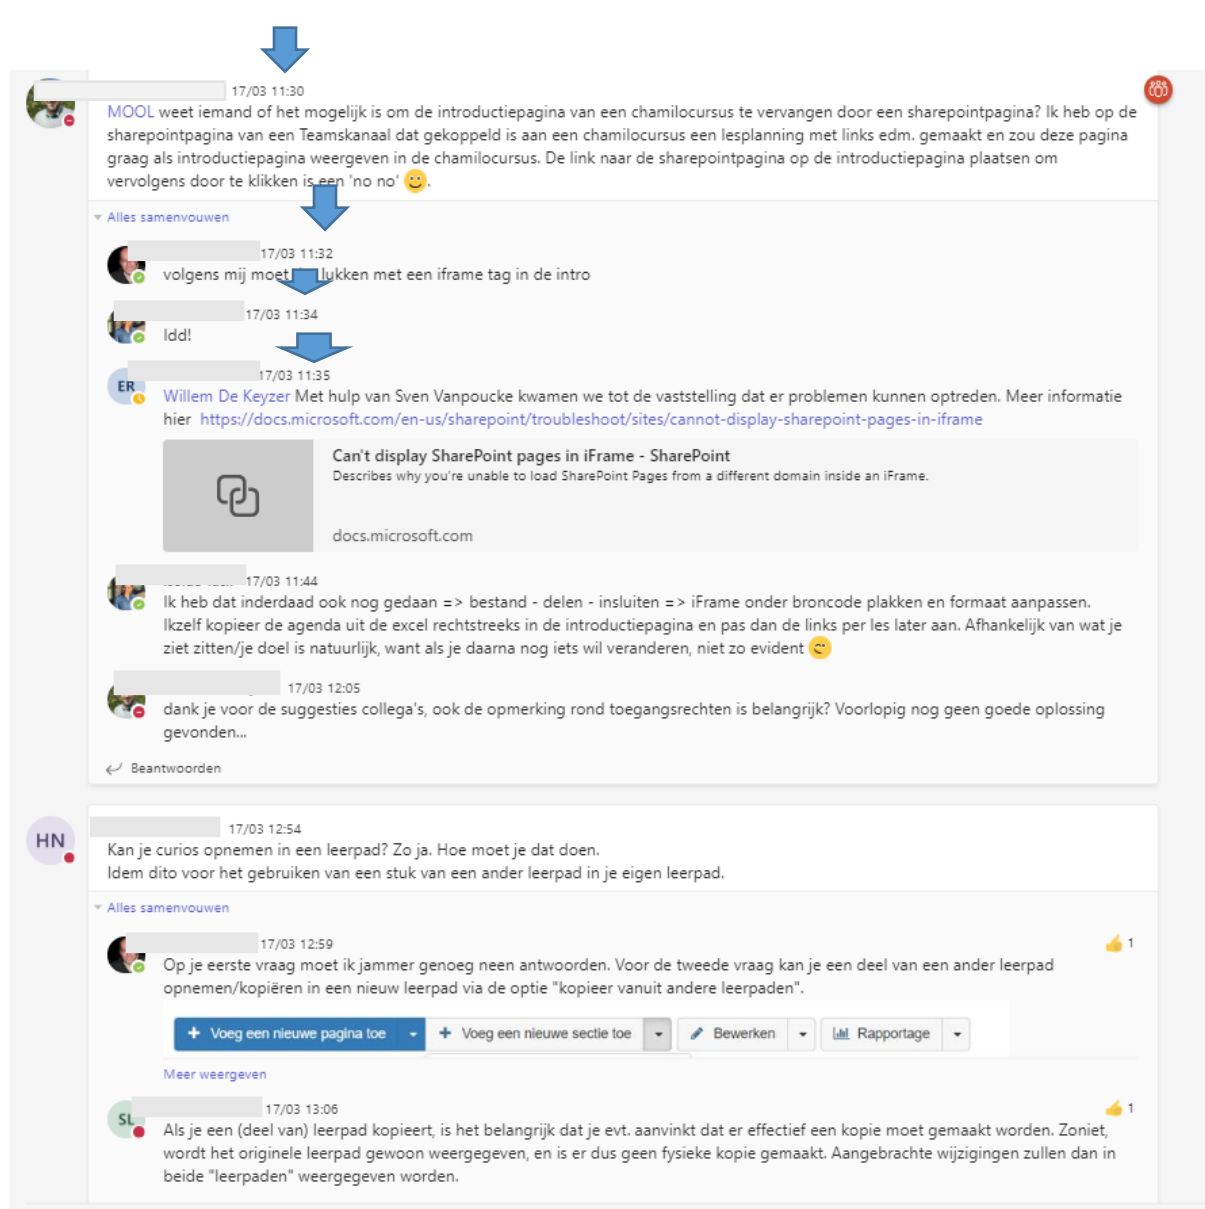 17/03 11:30
MOOL weet iemand of het mogelijk is om de introductiepagina van een chamilocursus te vervangen door een sharepointpagina? Ik heb op de
sharepointpagina van een Teamskanaal dat gekoppeld is aan een chamilocursus een lesplanning met links edm. gemaakt en zou deze pagina
graag als introductiepagina weergeven in de chamilocursus. De link naar de sharepointpagina op de introductiepagina plaatsen om
vervolgens door te klikken is een 'no no' 🙂.
Alles samenvouwen
17/03 11:32
volgens mij moet lukken met een iframe tag in de intro
17/03 11:34
Idd!
ER
17/03 11:35
Willem De Keyzer Met hulp van Sven Vanpoucke kwamen we tot de vaststelling dat er problemen kunnen optreden. Meer informatie
hier https://docs.microsoft.com/en-us/sharepoint/troubleshoot/sites/cannot-display-sharepoint-pages-in-iframe
Can't display SharePoint pages in iFrame - SharePoint
Describes why you're unable to load SharePoint Pages from a different domain inside an iFrame.
docs.microsoft.com
17/03 11:44
Ik heb dat inderdaad ook nog gedaan => bestand - delen - insluiten => iFrame onder broncode plakken en formaat aanpassen.
Ikzelf kopieer de agenda uit de excel rechtstreeks in de introductiepagina en pas dan de links per les later aan. Afhankelijk van wat je
ziet zitten/je doel is natuurlijk, want als je daarna nog iets wil veranderen, niet zo evident
17/03 12:05
dank je voor de suggesties collega's, ook de opmerking rond toegangsrechten is belangrijk? Voorlopig nog geen goede oplossing
gevonden...
Beantwoorden
HN
17/03 12:54
Kan je curios opnemen in een leerpad? Zo ja. Hoe moet je dat doen.
Idem dito voor het gebruiken van een stuk van een ander leerpad in je eigen leerpad.
Alles samenvouwen
17/03 12:59
👍 1
Op je eerste vraag moet ik jammer genoeg neen antwoorden. Voor de tweede vraag kan je een deel van een ander leerpad
opnemen/kopiëren in een nieuw leerpad via de optie "kopieer vanuit andere leerpaden".
+ Voeg een nieuwe pagina toe + Voeg een nieuwe sectie toe Bewerken Rapportage
Meer weergeven
SL
17/03 13:06
👍 1
Als je een (deel van) leerpad kopieert, is het belangrijk dat je evt. aanvinkt dat er effectief een kopie moet gemaakt worden. Zoniet,
wordt het originele leerpad gewoon weergegeven, en is er dus geen fysieke kopie gemaakt. Aangebrachte wijzigingen zullen dan in
beide "leerpaden" weergegeven worden.